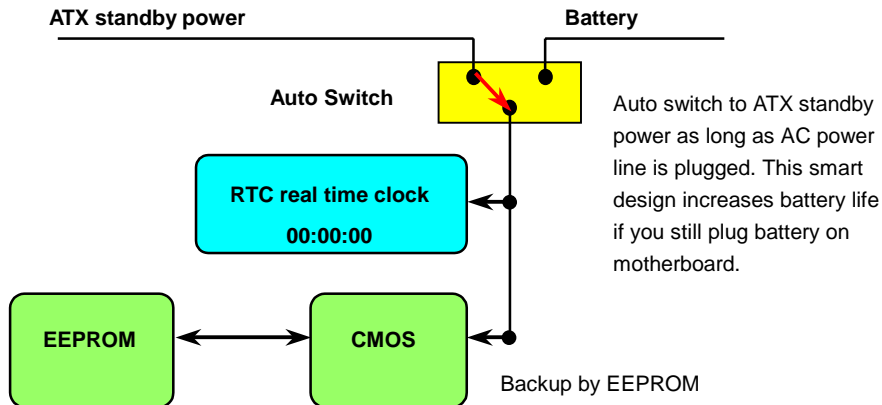 ATX standby power
Battery
Auto Switch
Auto switch to ATX standby
power as long as AC power
line is plugged. This smart
design increases battery life
if you still plug battery on
motherboard.
RTC real time clock
00:00:00
EEPROM
CMOS
Backup by EEPROM